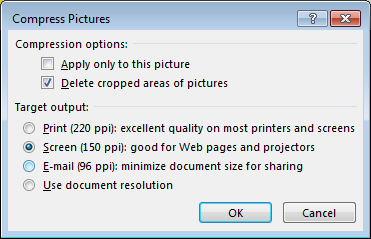 Compress Pictures
Compression options:
Apply only to this picture
Delete cropped areas of pictures
Target output:
Print (220 ppi): excellent quality on most printers and screens
Screen (150 ppi): good for Web pages and projectors
E-mail (96 ppi): minimize document size for sharing
Use document resolution
OK Cancel